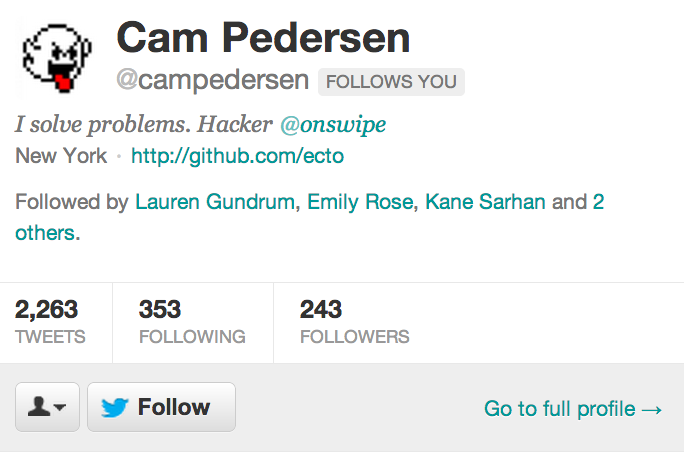 Cam Pedersen
@campedersen FOLLOWS YOU
I solve problems. Hacker @onswipe
New York · http://github.com/ecto
Followed by Lauren Gundrum, Emily Rose, Kane Sarhan and 2
others.
2,263 353 243
TWEETS FOLLOWING FOLLOWERS
Follow Go to full profile →